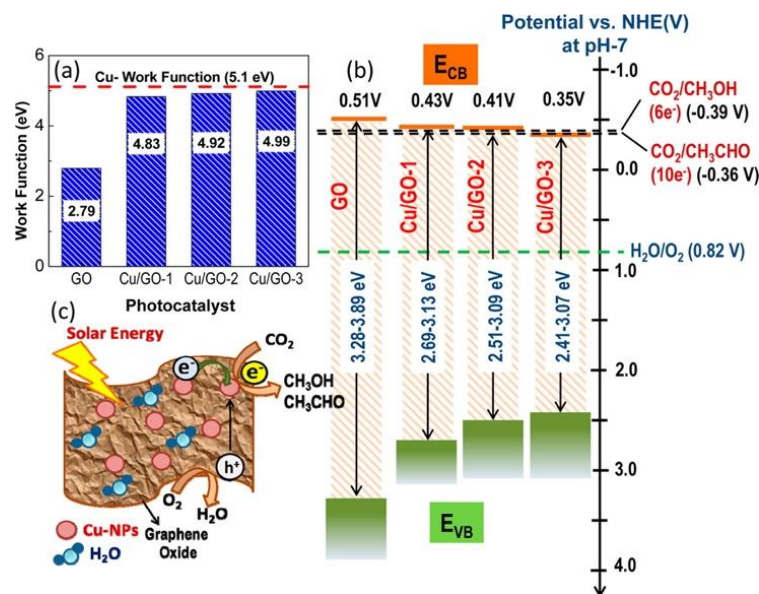 (a)
Cu- Work Function (5.1 eV)
Work Function (eV)
6
4
2
0
2.79
4.83
4.92
4.99
GO
Cu/GO-1
Cu/GO-2
Cu/GO-3
Photocatalyst
(b)
E_CB
Potential vs. NHE(V)
at pH-7
0.51V
0.43V
0.41V
0.35V
-1.0
0.0
1.0
2.0
3.0
4.0
CO₂/CH₃OH
(6e⁻) (-0.39 V)
CO₂/CH₃CHO
(10e⁻) (-0.36 V)
H₂O/O₂ (0.82 V)
GO
Cu/GO-1
Cu/GO-2
Cu/GO-3
3.28-3.89 eV
2.69-3.13 eV
2.51-3.09 eV
2.41-3.07 eV
E_VB
(c)
Solar Energy
e⁻
e⁻
CO₂
CH₃OH
CH₃CHO
h⁺
O₂
H₂O
Cu-NPs
H₂O
Graphene
Oxide